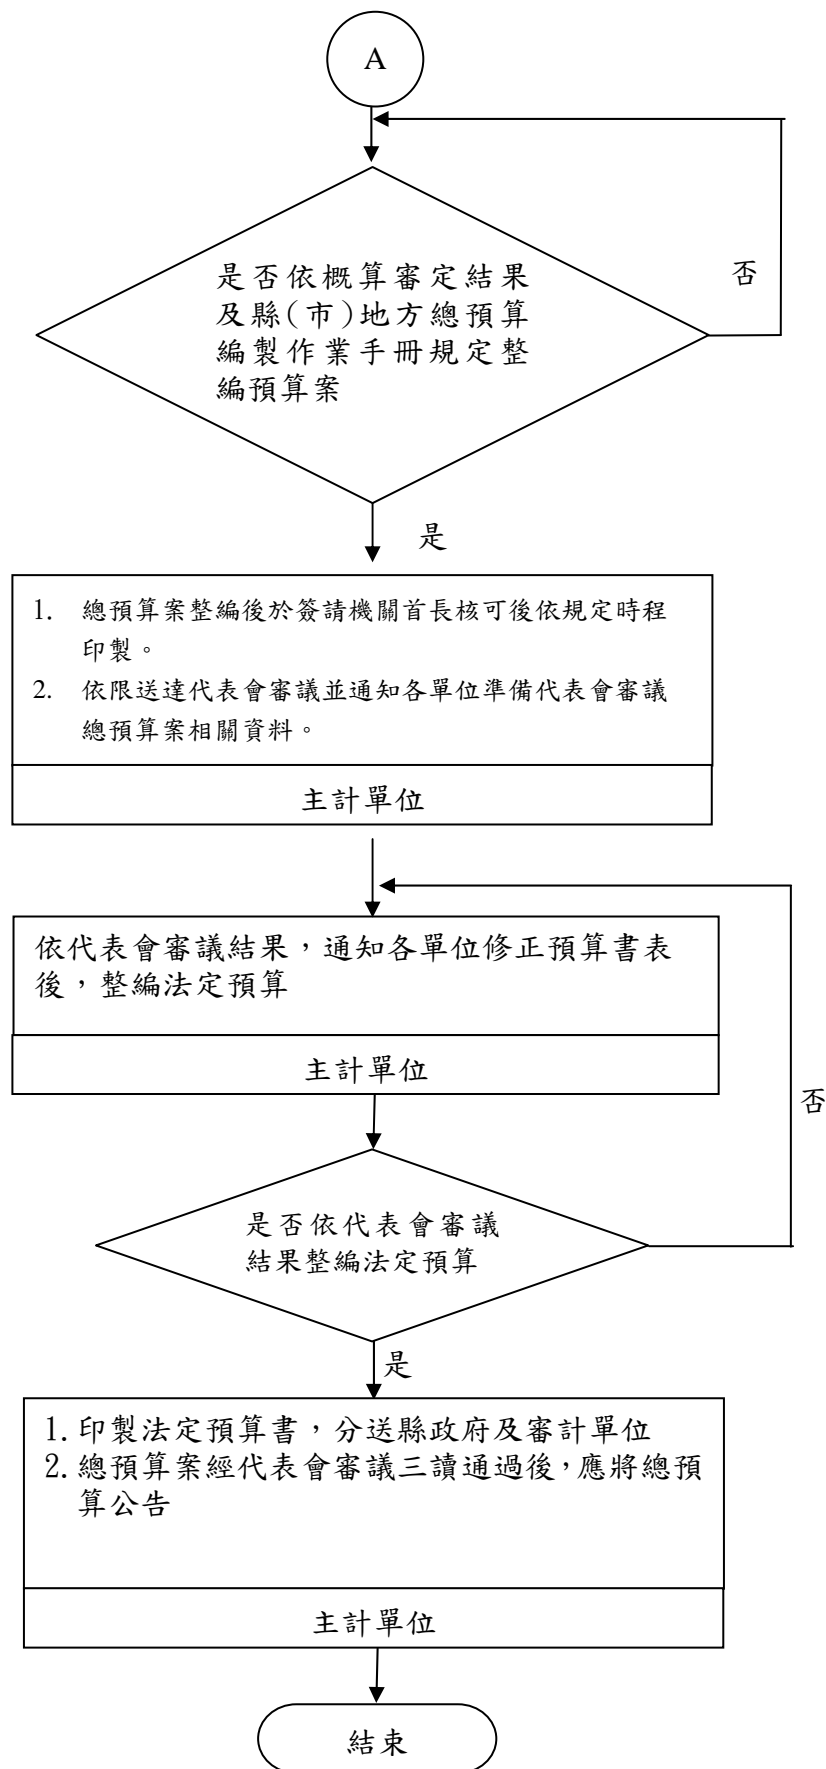 A
是否依概算審定結果
及縣(市)地方總預算
編製作業手冊規定整
編預算案
否
是
1. 總預算案整編後於簽請機關首長核可後依規定時程
印製。
2. 依限送達代表會審議並通知各單位準備代表會審議
總預算案相關資料。
主計單位
依代表會審議結果,通知各單位修正預算書表
後,整編法定預算
主計單位
否
是否依代表會審議
結果整編法定預算
是
1.印製法定預算書,分送縣政府及審計單位
2.總預算案經代表會審議三讀通過後,應將總預
算公告
主計單位
結束